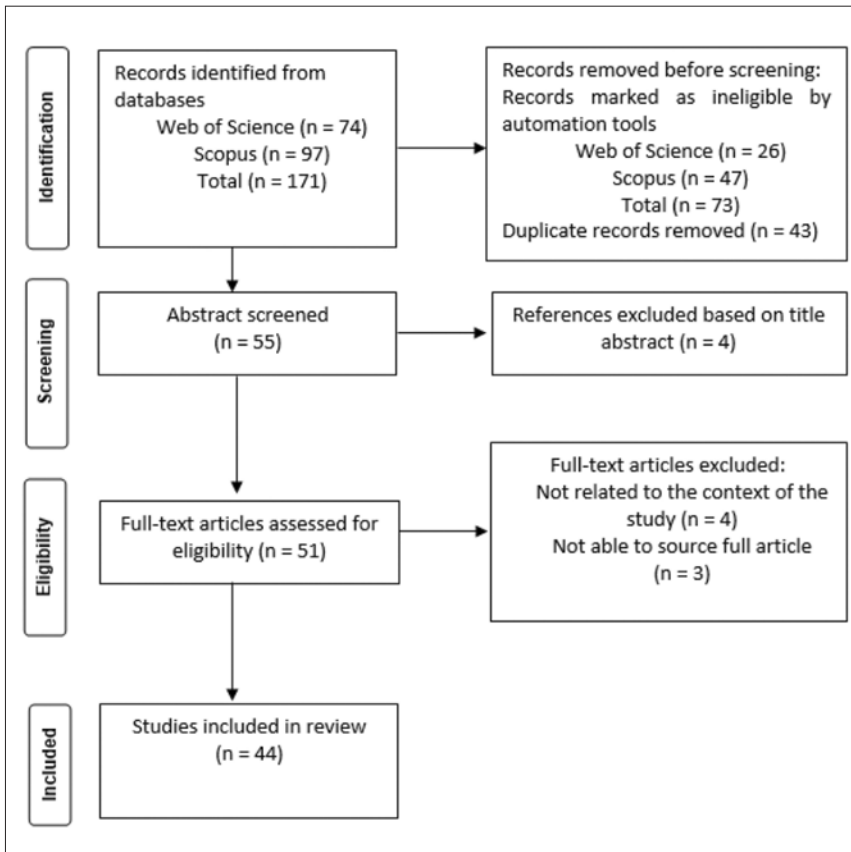 Identification
Records identified from
databases
Web of Science (n = 74)
Scopus (n = 97)
Total (n = 171)
Records removed before screening:
Records marked as ineligible by
automation tools
Web of Science (n = 26)
Scopus (n = 47)
Total (n = 73)
Duplicate records removed (n = 43)
Screening
Abstract screened
(n = 55)
References excluded based on title
abstract (n = 4)
Eligibility
Full-text articles assessed for
eligibility (n = 51)
Full-text articles excluded:
Not related to the context of the
study (n = 4)
Not able to source full article
(n = 3)
Included
Studies included in review
(n = 44)